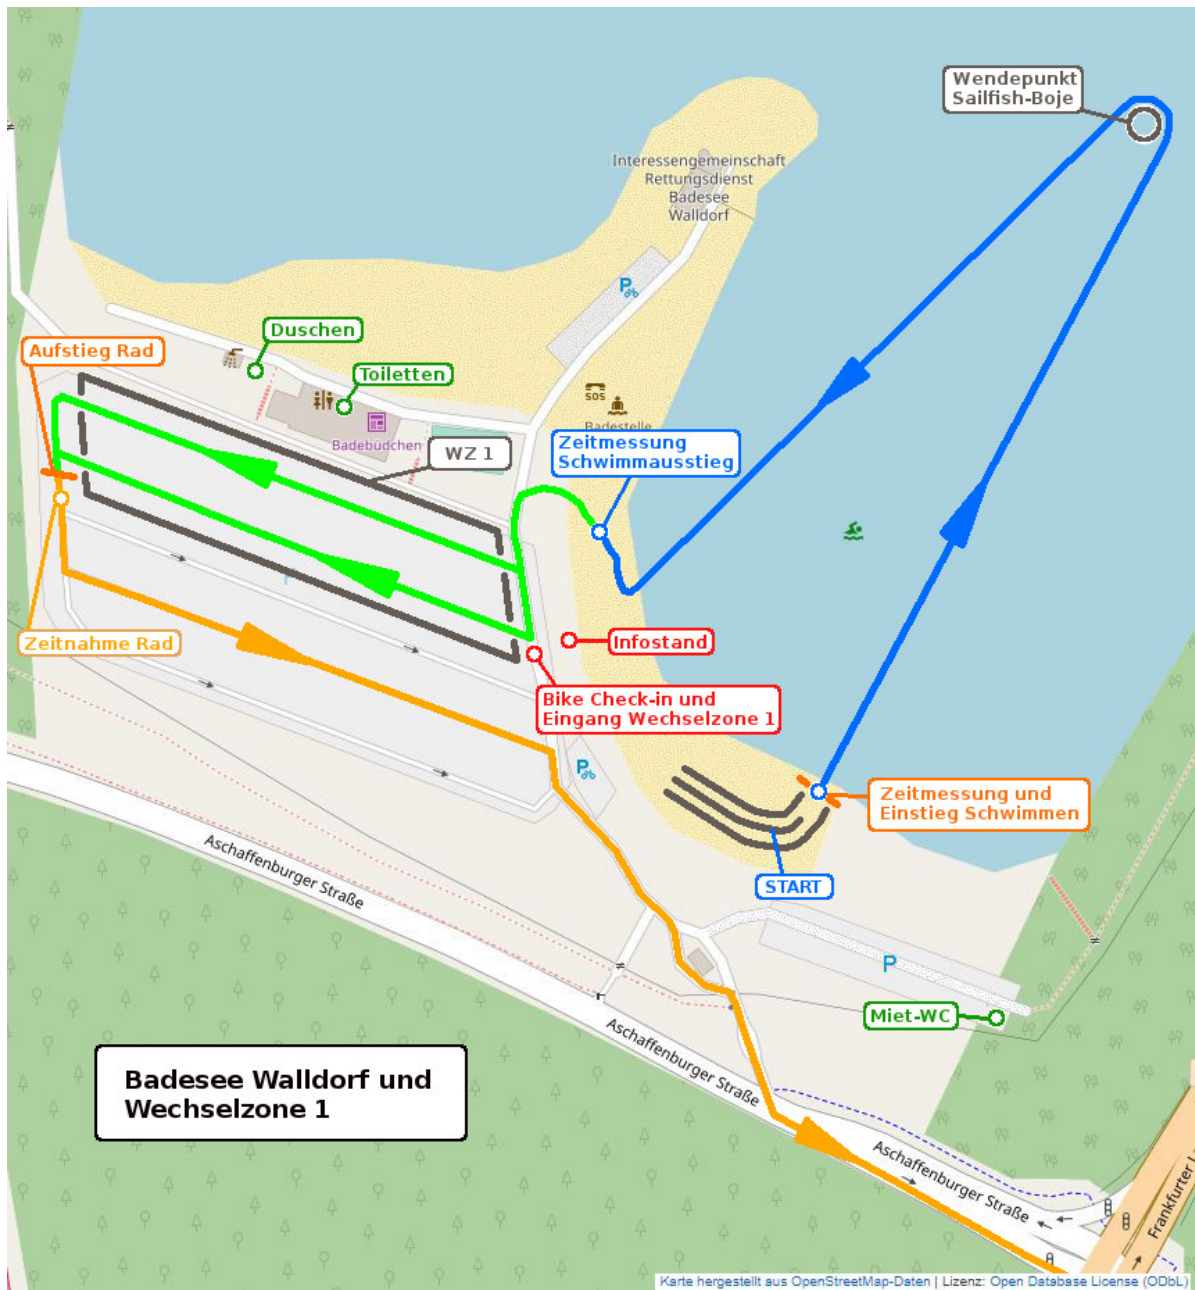 Wendepunkt
Sailfish-Boje
Interessengemeinschaft
Rettungsdienst
Badesee
Walldorf
P
Duschen
Aufstieg Rad
Toiletten
SOS
Badestelle
Badebüdchen
WZ 1
Zeitmessung
Schwimmausstieg
P
Zeitnahme Rad
Infostand
Bike Check-in und
Eingang Wechselzone 1
P
Zeitmessung und
Einstieg Schwimmen
START
Aschaffenburger Straße
P
Miet-WC
Aschaffenburger Straße
Badesee Walldorf und
Wechselzone 1
Aschaffenburger Straße
Frankfurter
Karte hergestellt aus OpenStreetMap-Daten | Lizenz: Open Database License (ODbL)